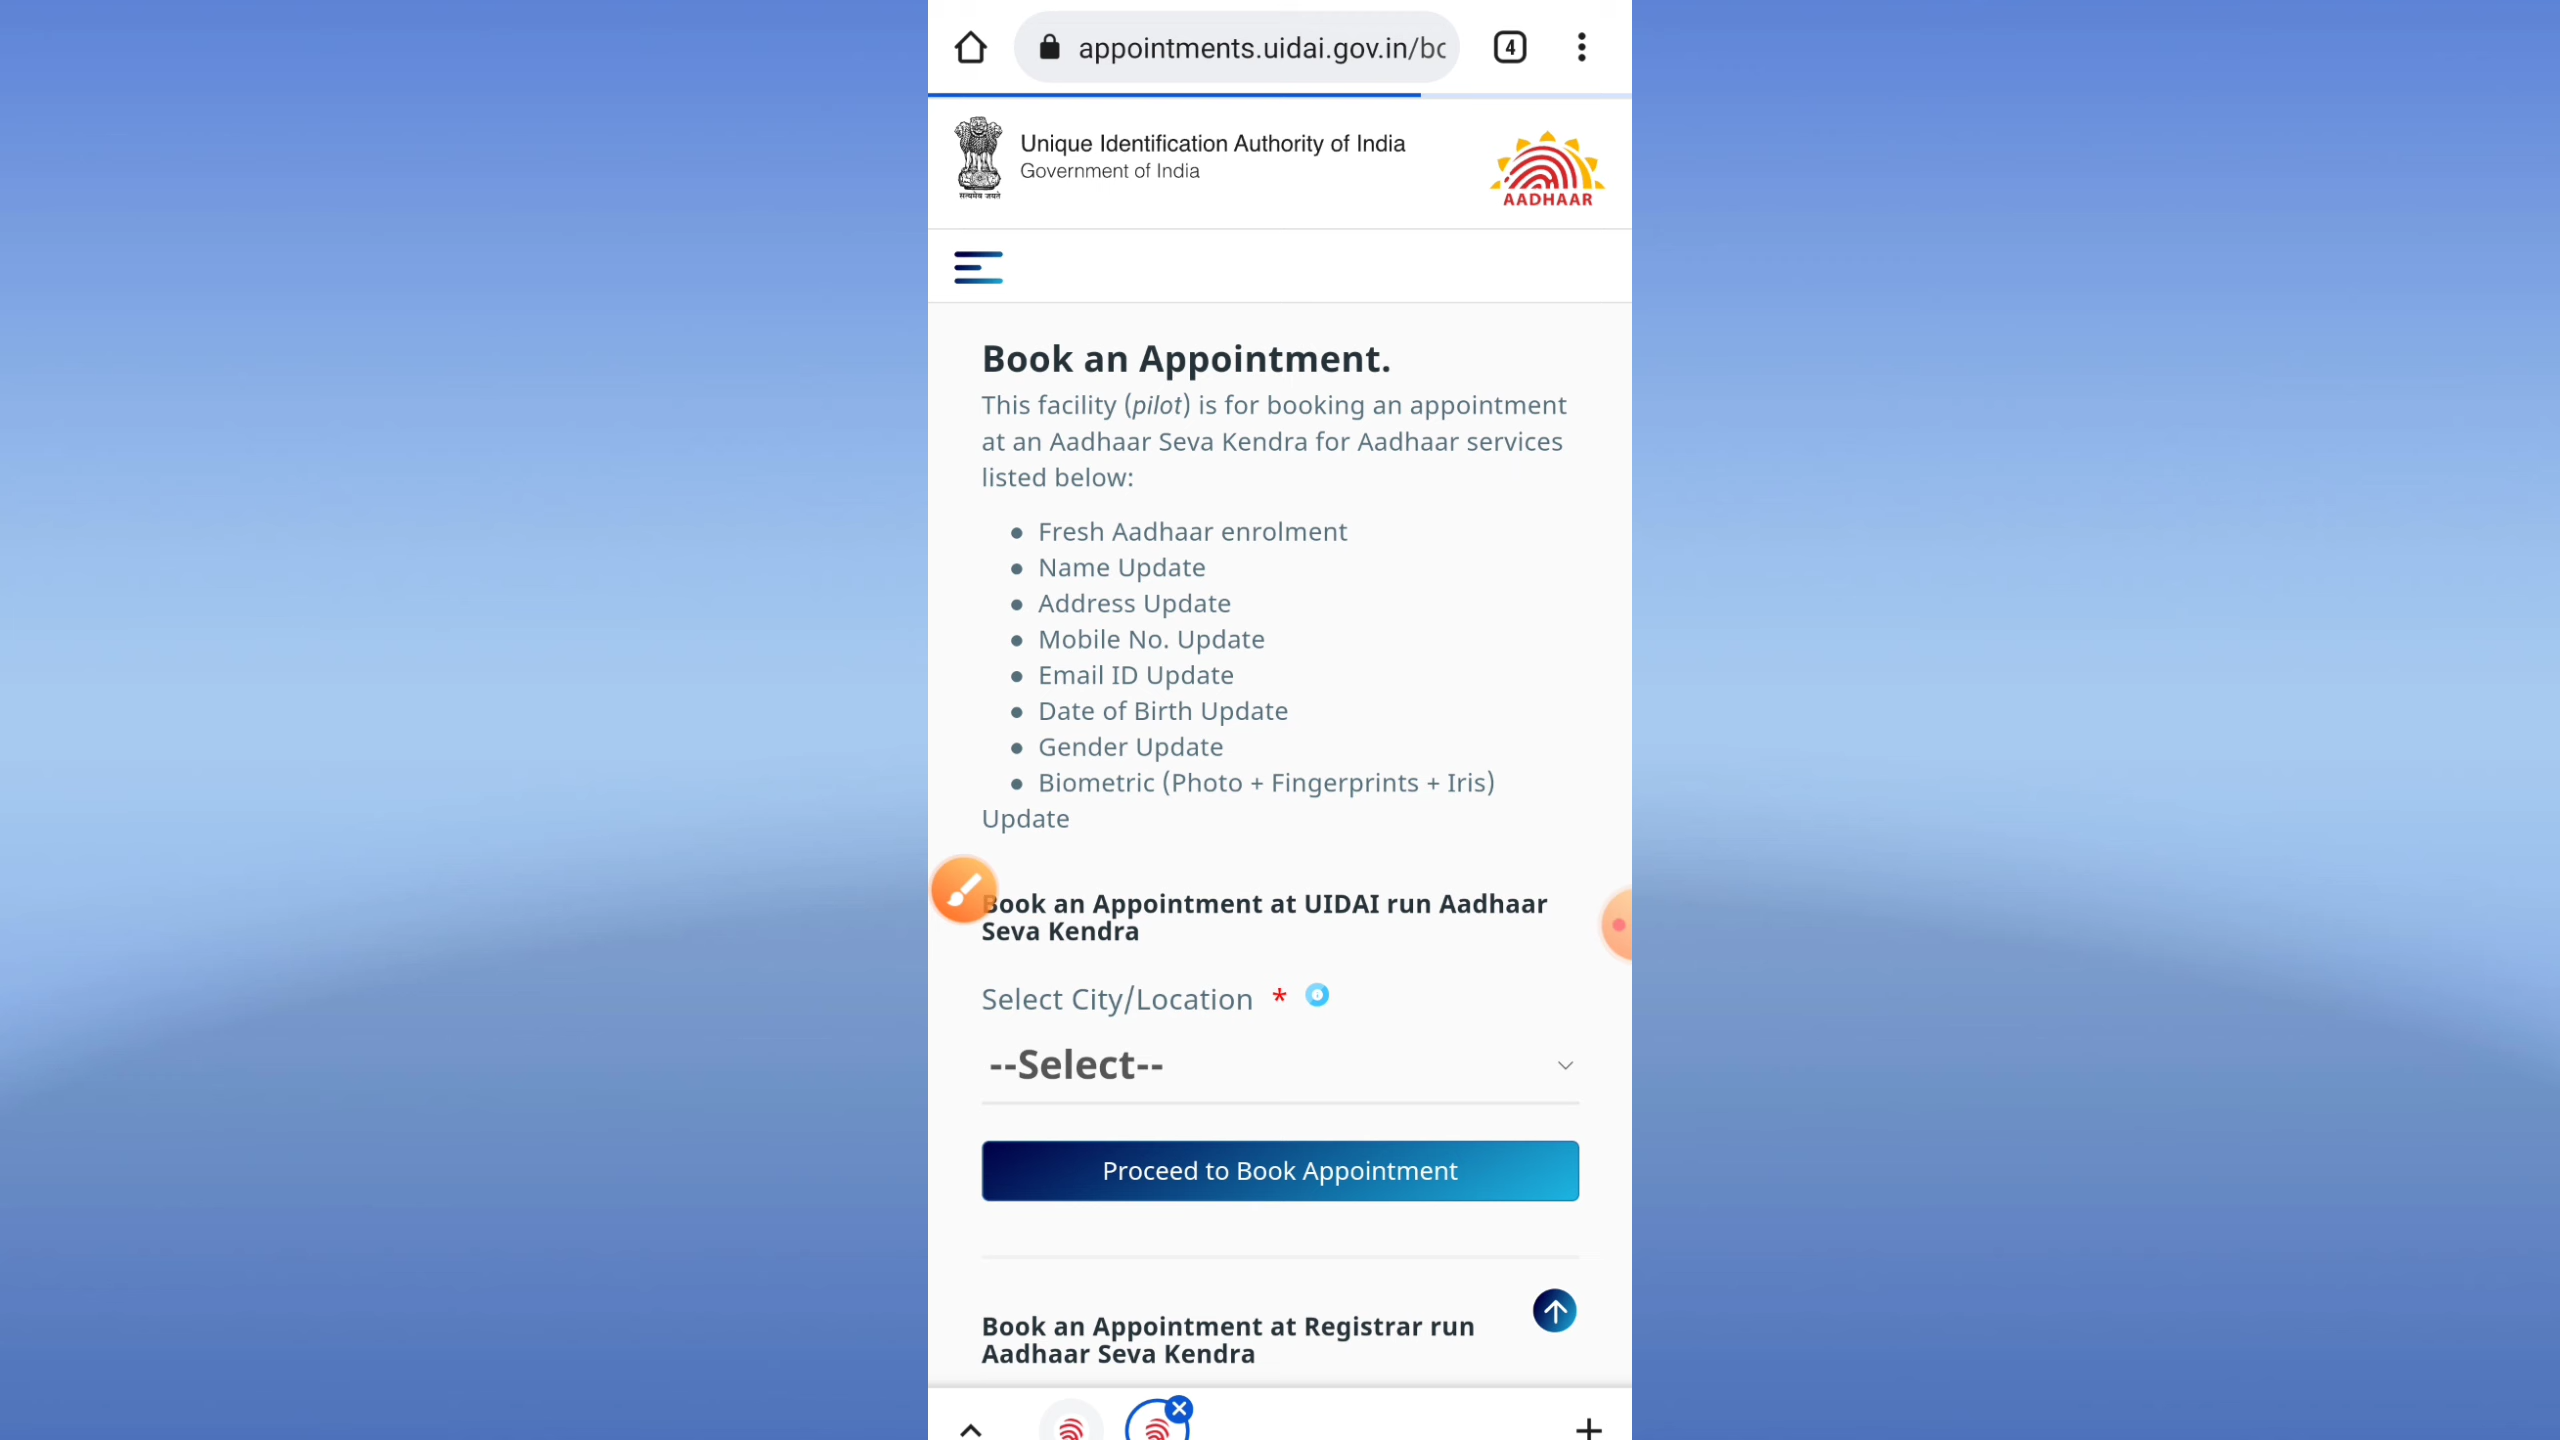 appointments.uidai.gov.in/bo
4
Unique Identification Authority of India
Government of India
सत्यमेव जयते
AADHAAR
Book an Appointment.
This facility (pilot) is for booking an appointment
at an Aadhaar Seva Kendra for Aadhaar services
listed below:
● Fresh Aadhaar enrolment
● Name Update
● Address Update
● Mobile No. Update
● Email ID Update
● Date of Birth Update
● Gender Update
● Biometric (Photo + Fingerprints + Iris)
Update
Book an Appointment at UIDAI run Aadhaar
Seva Kendra
Select City/Location *
--Select--
Proceed to Book Appointment
Book an Appointment at Registrar run
Aadhaar Seva Kendra